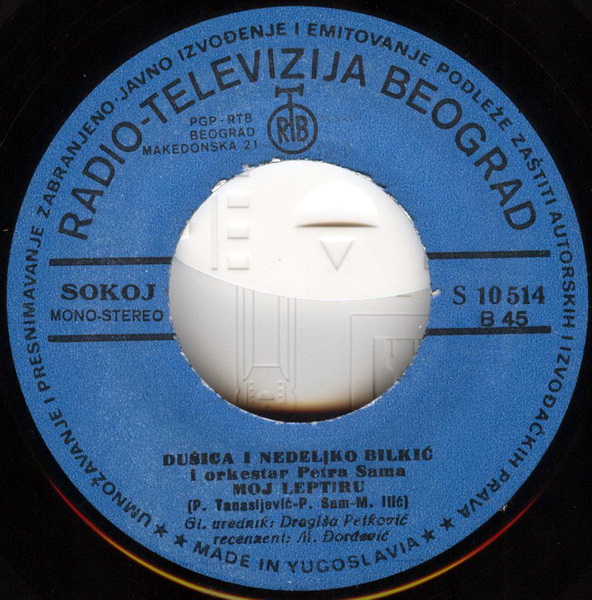 UMNOŽAVANJE I PRESNIMAVANJE ZABRANJENO·JAVNO IZVOĐENJE I EMITOVANJE PODLEŽE ZAŠTITI AUTORSKIH I IZVOĐAČKIH PRAVA
RADIO-TELEVIZIJA BEOGRAD
PGP - RTB
BEOGRAD
MAKEDONSKA 21
RTB
SOKOJ
MONO-STEREO
S 10 514
B 45
DUŠICA I NEDELJKO BILKIĆ
i orkestar Petra Sama
MOJ LEPTIRU
(P. Tanasijević-P. Sam-M. Ilić)
Gl. urednik: Dragiša Petković
recenzent: M. Đorđević
★ ★ MADE IN YUGOSLAVIA ★ ★